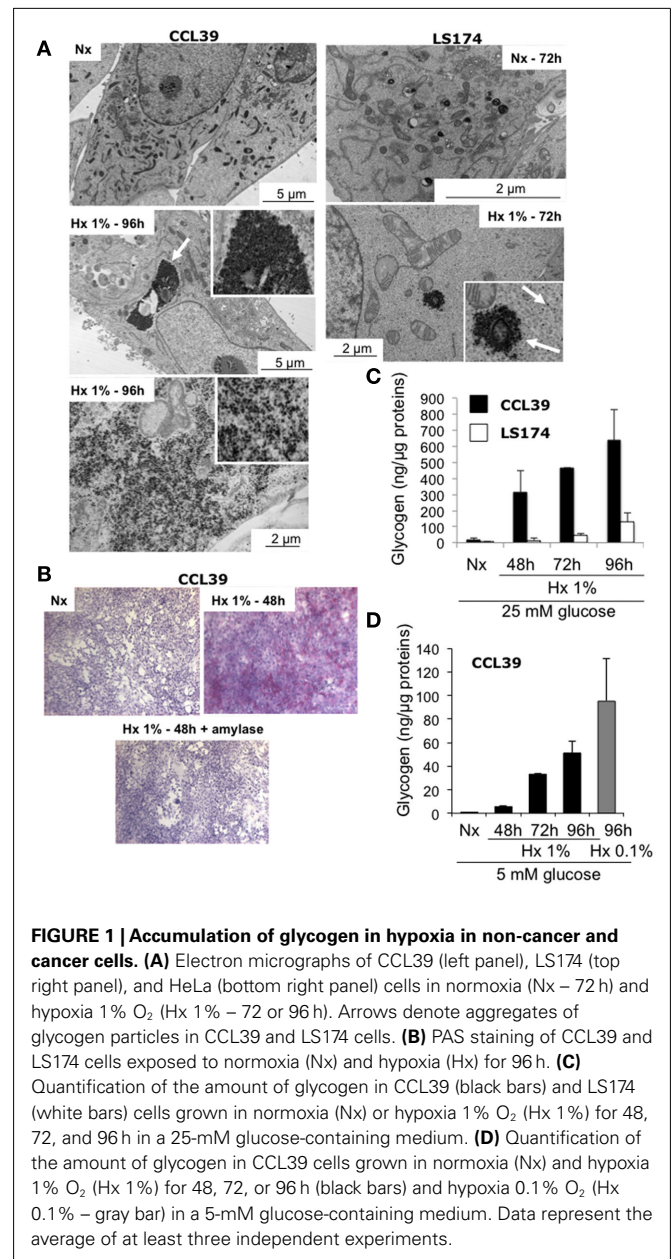 A
CCL39
LS174
Nx
Nx - 72h
5 µm
2 µm
Hx 1% - 96h
Hx 1% - 72h
5 µm
2 µm
Hx 1% - 96h
2 µm
C
Glycogen (ng/µg proteins)
900
800
700
600
500
400
300
200
100
0
CCL39
LS174
Nx 48h 72h 96h
Hx 1%
25 mM glucose
B
CCL39
Nx
Hx 1% - 48h
Hx 1% - 48h + amylase
D
Glycogen (ng/µg proteins)
140
120
100
80
60
40
20
0
CCL39
Nx 48h 72h 96h 96h
Hx 1% Hx 0.1%
5 mM glucose
FIGURE 1 | Accumulation of glycogen in hypoxia in non-cancer and
cancer cells. (A) Electron micrographs of CCL39 (left panel), LS174 (top
right panel), and HeLa (bottom right panel) cells in normoxia (Nx – 72 h) and
hypoxia 1% O₂ (Hx 1% – 72 or 96 h). Arrows denote aggregates of
glycogen particles in CCL39 and LS174 cells. (B) PAS staining of CCL39 and
LS174 cells exposed to normoxia (Nx) and hypoxia (Hx) for 96 h. (C)
Quantification of the amount of glycogen in CCL39 (black bars) and LS174
(white bars) cells grown in normoxia (Nx) or hypoxia 1% O₂ (Hx 1%) for 48,
72, and 96 h in a 25-mM glucose-containing medium. (D) Quantification of
the amount of glycogen in CCL39 cells grown in normoxia (Nx) and hypoxia
1% O₂ (Hx 1%) for 48, 72, or 96 h (black bars) and hypoxia 0.1% O₂ (Hx
0.1% – gray bar) in a 5-mM glucose-containing medium. Data represent the
average of at least three independent experiments.